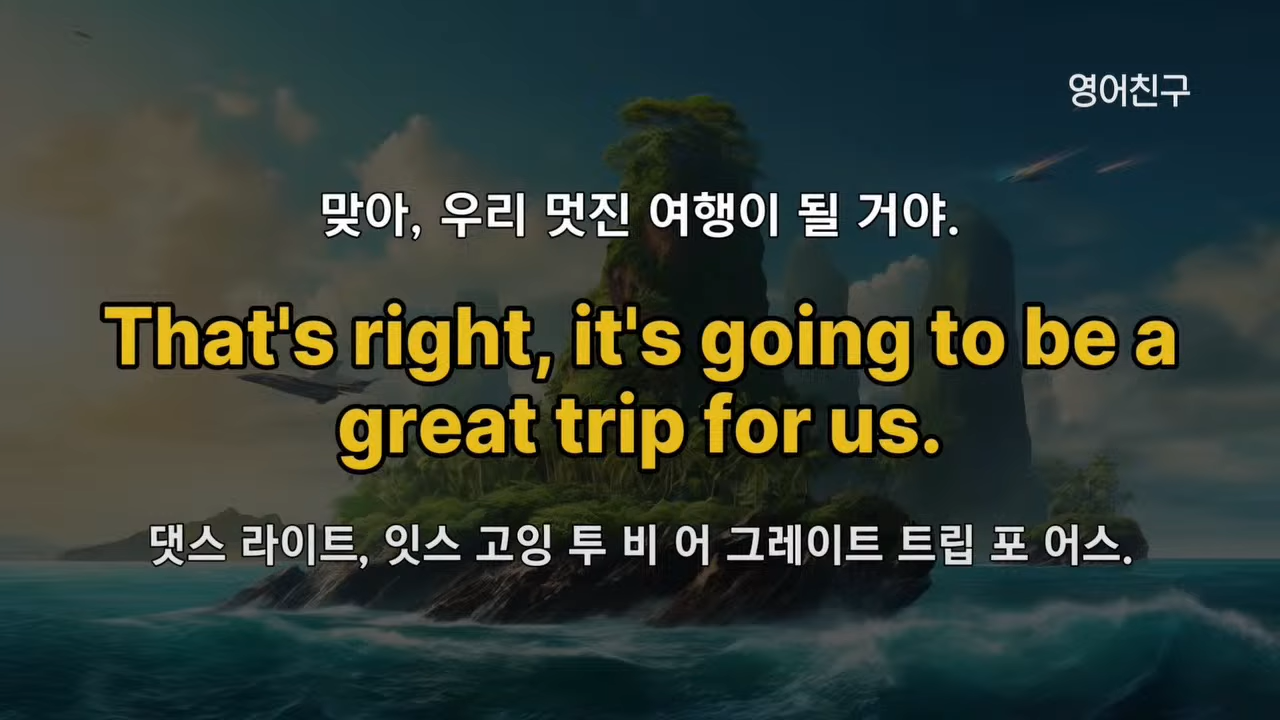 영어친구
맞아, 우리 멋진 여행이 될 거야.
That's right, it's going to be a
great trip for us.
댓스 라이트, 잇스 고잉 투 비 어 그레이트 트립 포 어스.